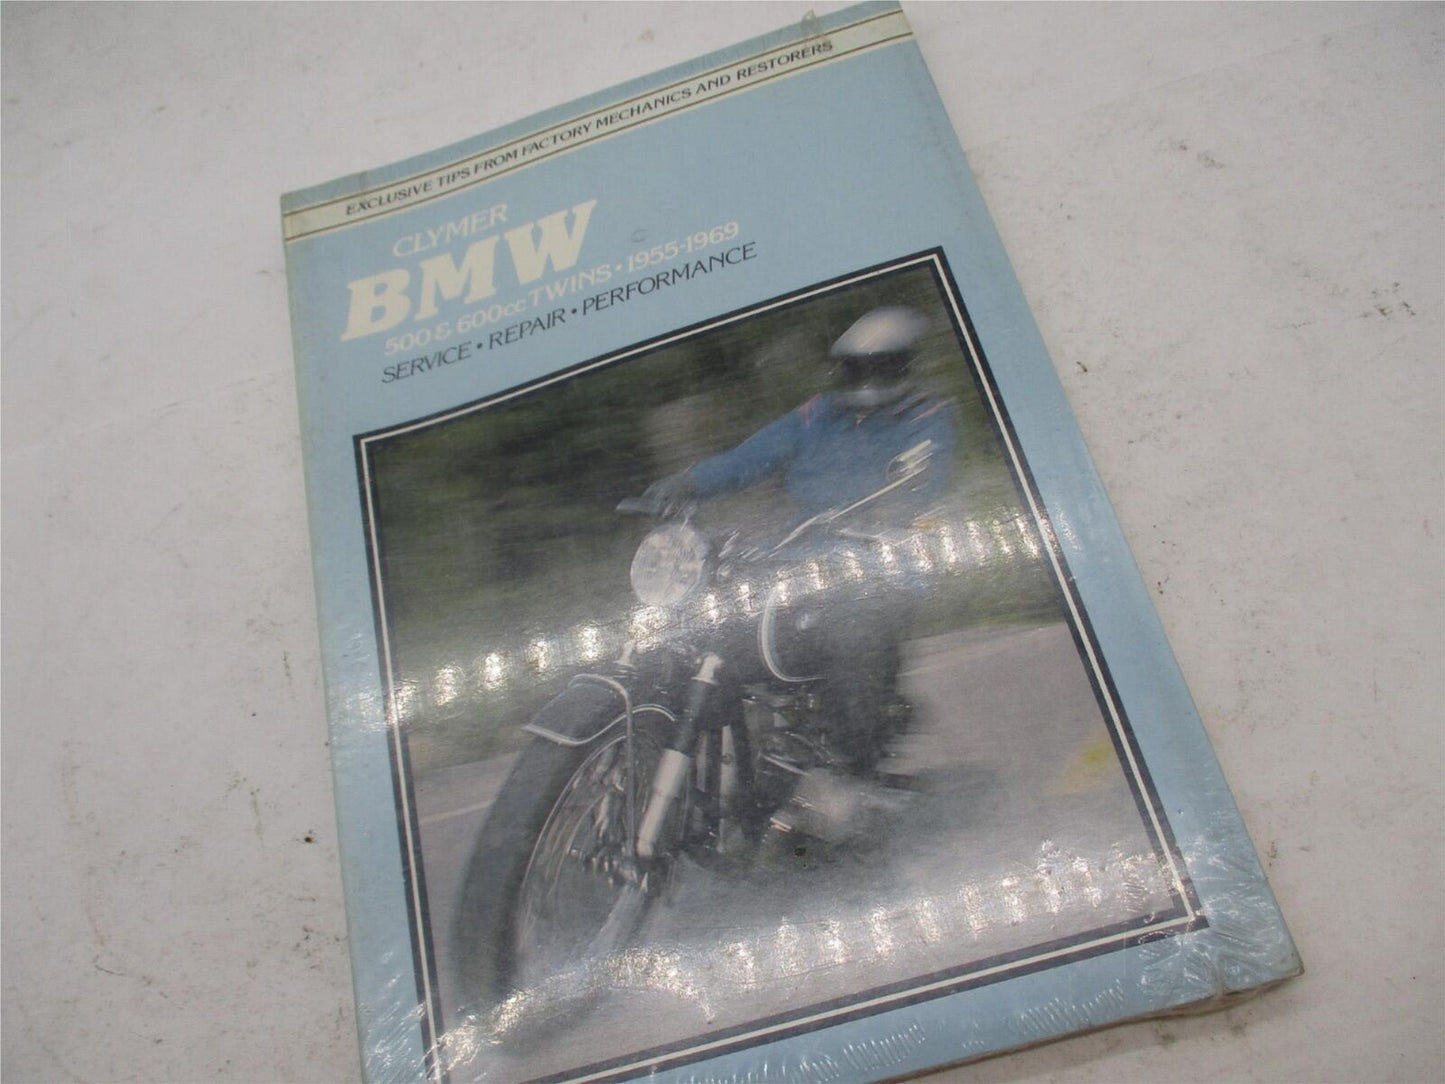 EXCLUSIVE TIPS FROM FACTORY MECHANICS AND RESTORERS
CLYMER
BMW
500 & 600cc TWINS • 1955-1969
SERVICE • REPAIR • PERFORMANCE